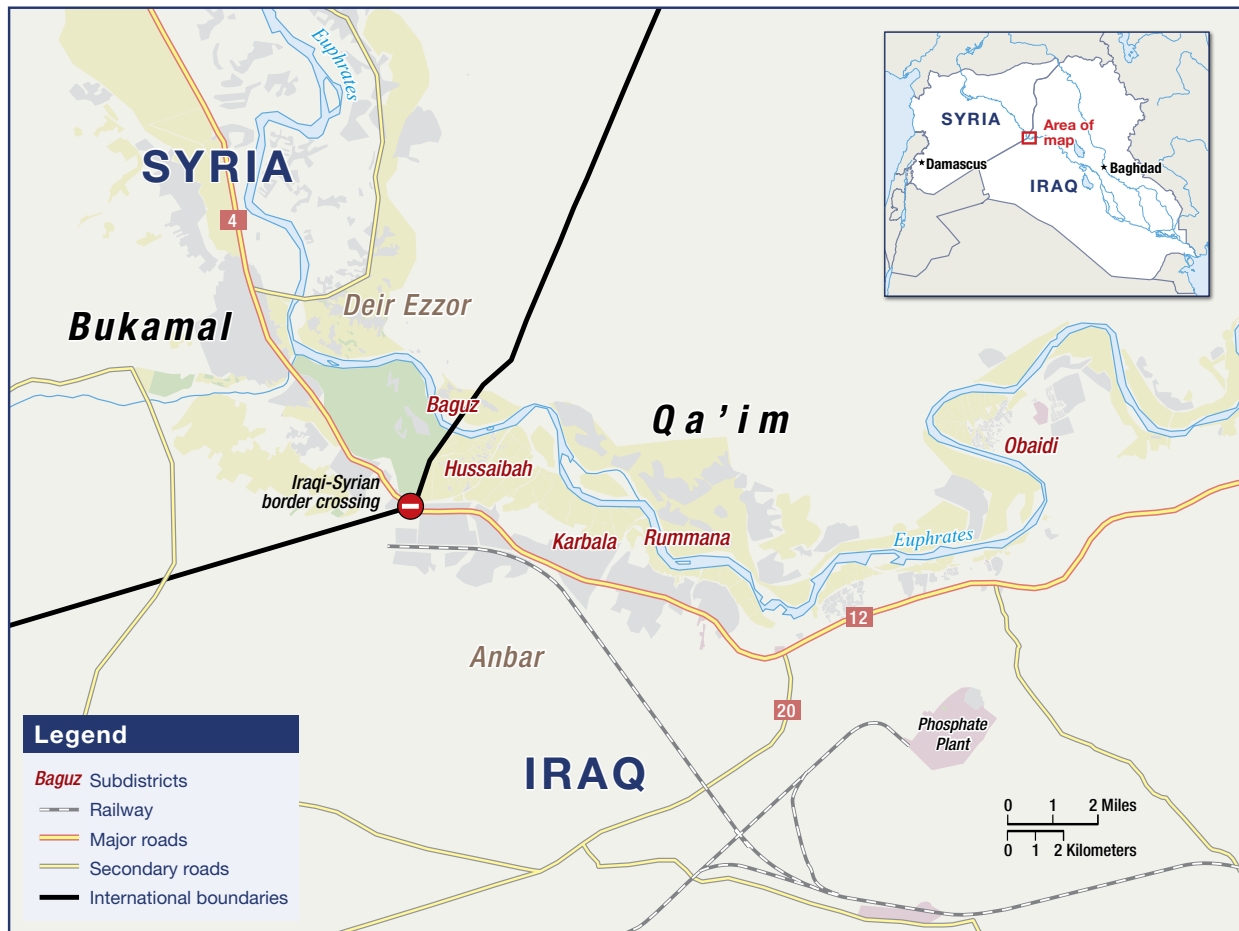 Euphrates
SYRIA
4
Deir Ezzor
Bukamal
Baguz
Qa’im
Hussaibah
Obaidi
Iraqi-Syrian
border crossing
Karbala
Rummana
Euphrates
12
Anbar
20
Phosphate
Plant
IRAQ
SYRIA
Area of
map
Damascus
Baghdad
IRAQ
Legend
Baguz Subdistricts
Railway
Major roads
Secondary roads
International boundaries
0 1 2 Miles
0 1 2 Kilometers